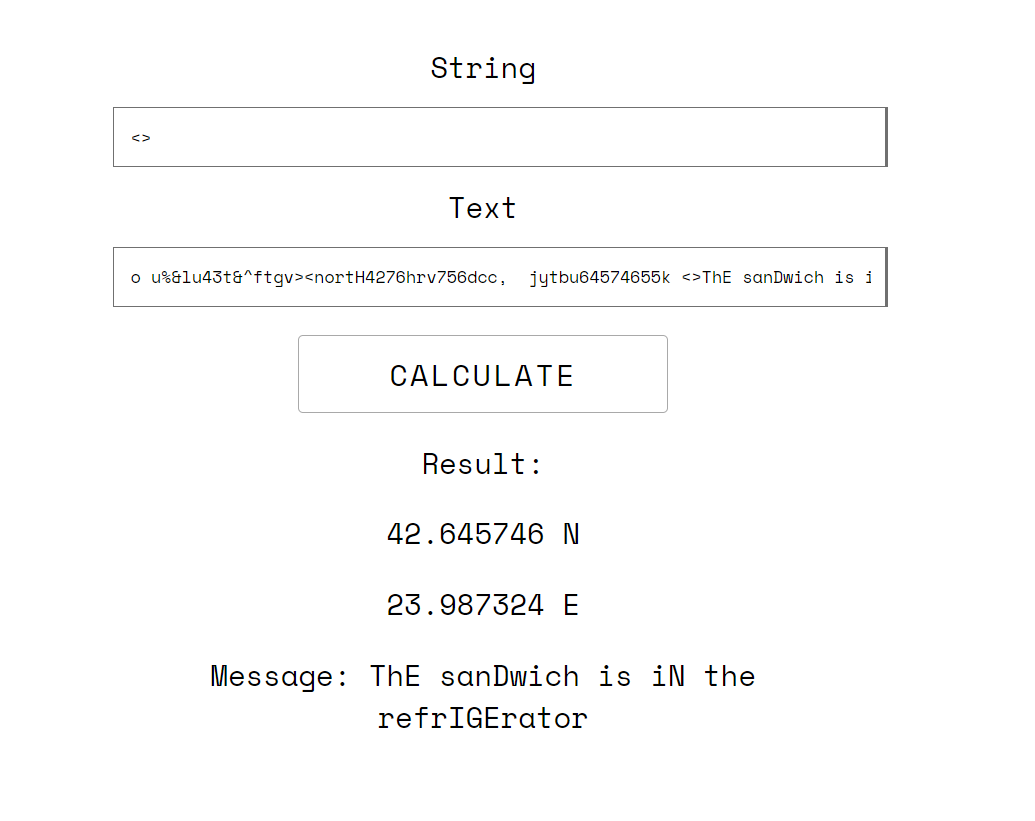 String
<>
Text
o u%&lu43t&^ftgv><nortH4276hrv756dcc,  jytbu64574655k <>ThE sanDwich is i
CALCULATE
Result:
42.645746 N
23.987324 E
Message: ThE sanDwich is iN the
refrIGErator